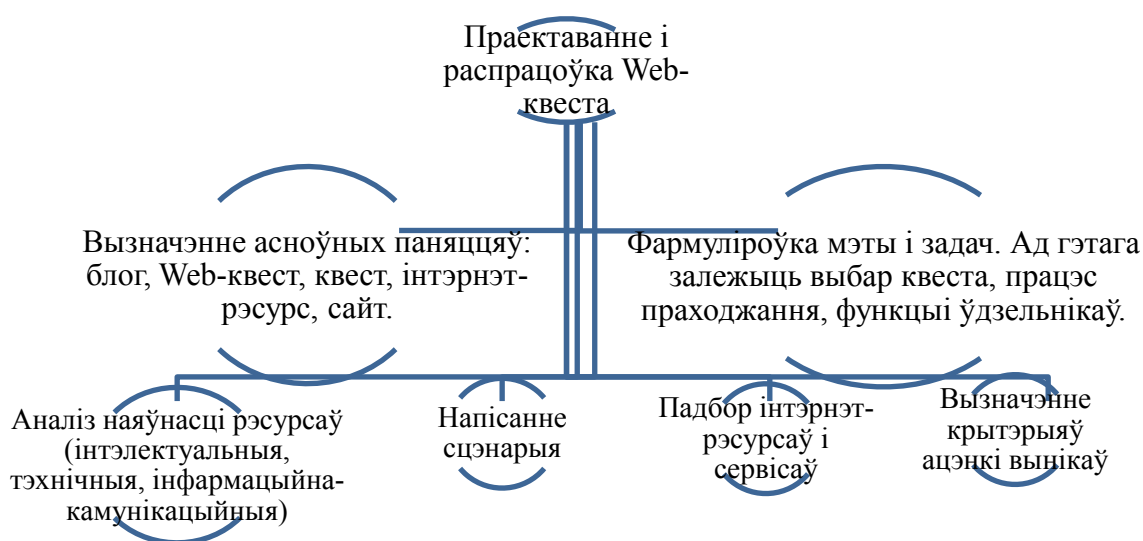 Праектаванне і
распрацоўка Web-
квеста
Вызначэнне асноўных паняццяў:
блог, Web-квест, квест, інтэрнэт-
рэсурс, сайт.
Фармуліроўка мэты і задач. Ад гэтага
залежыць выбар квеста, працэс
праходжання, функцыі ўдзельнікаў.
Аналіз наяўнасці рэсурсаў
(інтэлектуальныя,
тэхнічныя, інфармацыйна-
камунікацыйныя)
Напісанне
сцэнарыя
Падбор інтэрнэт-
рэсурсаў і
сервісаў
Вызначэнне
крытэрыяў
ацэнкі вынікаў